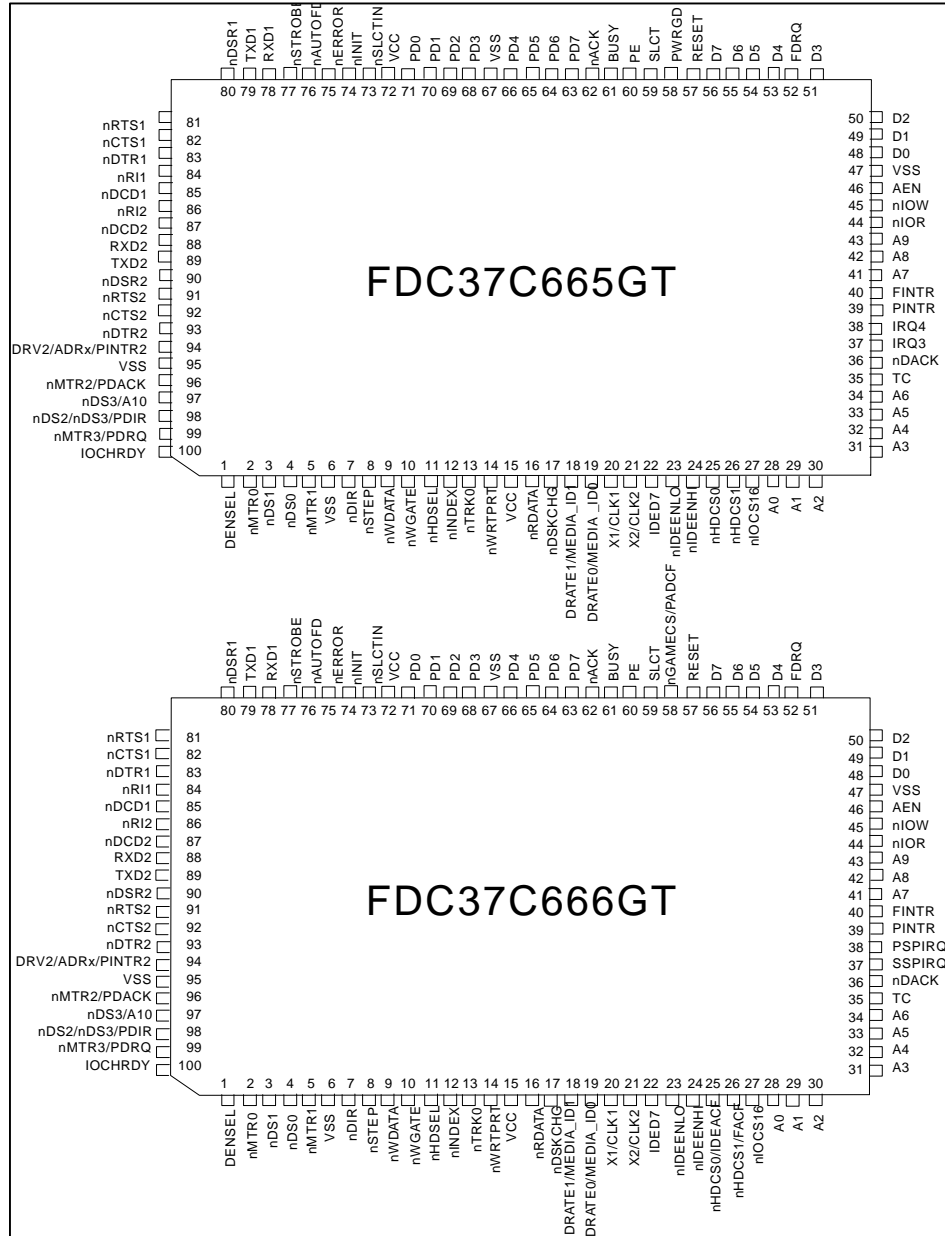 nDSR1 TXD1 RXD1 nSTROBE nAUTOFD nERROR nINIT nSLCTIN VCC PD0 PD1 PD2 PD3 VSS PD4 PD5 PD6 PD7 nACK BUSY PE SLCT PWRGD RESET D7 D6 D5 D4 FDRQ D3
80 79 78 77 76 75 74 73 72 71 70 69 68 67 66 65 64 63 62 61 60 59 58 57 56 55 54 53 52 51
nRTS1 81
nCTS1 82
nDTR1 83
nRI1 84
nDCD1 85
nRI2 86
nDCD2 87
RXD2 88
TXD2 89
nDSR2 90
nRTS2 91
nCTS2 92
nDTR2 93
DRV2/ADRx/PINTR2 94
VSS 95
nMTR2/PDACK 96
nDS3/A10 97
nDS2/nDS3/PDIR 98
nMTR3/PDRQ 99
IOCHRDY 100
FDC37C665GT
50 D2
49 D1
48 D0
47 VSS
46 AEN
45 nIOW
44 nIOR
43 A9
42 A8
41 A7
40 FINTR
39 PINTR
38 IRQ4
37 IRQ3
36 nDACK
35 TC
34 A6
33 A5
32 A4
31 A3
1 2 3 4 5 6 7 8 9 10 11 12 13 14 15 16 17 18 19 20 21 22 23 24 25 26 27 28 29 30
DENSEL nMTR0 nDS1 nDS0 nMTR1 VSS nDIR nSTEP nWDATA nWGATE nHDSEL nINDEX nTRK0 nWRTPRT VCC nRDATA nDSKCHG DRATE1/MEDIA_ID1 DRATE0/MEDIA _ID0 X1/CLK1 X2/CLK2 IDED7 nIDEENLO nIDEENHI nHDCS0 nHDCS1 nIOCS16 A0 A1 A2
nDSR1 TXD1 RXD1 nSTROBE nAUTOFD nERROR nINIT nSLCTIN VCC PD0 PD1 PD2 PD3 VSS PD4 PD5 PD6 PD7 nACK BUSY PE SLCT nGAMECS/PADCF RESET D7 D6 D5 D4 FDRQ D3
80 79 78 77 76 75 74 73 72 71 70 69 68 67 66 65 64 63 62 61 60 59 58 57 56 55 54 53 52 51
nRTS1 81
nCTS1 82
nDTR1 83
nRI1 84
nDCD1 85
nRI2 86
nDCD2 87
RXD2 88
TXD2 89
nDSR2 90
nRTS2 91
nCTS2 92
nDTR2 93
DRV2/ADRx/PINTR2 94
VSS 95
nMTR2/PDACK 96
nDS3/A10 97
nDS2/nDS3/PDIR 98
nMTR3/PDRQ 99
IOCHRDY 100
FDC37C666GT
50 D2
49 D1
48 D0
47 VSS
46 AEN
45 nIOW
44 nIOR
43 A9
42 A8
41 A7
40 FINTR
39 PINTR
38 PSPIRQ
37 SSPIRQ
36 nDACK
35 TC
34 A6
33 A5
32 A4
31 A3
1 2 3 4 5 6 7 8 9 10 11 12 13 14 15 16 17 18 19 20 21 22 23 24 25 26 27 28 29 30
DENSEL nMTR0 nDS1 nDS0 nMTR1 VSS nDIR nSTEP nWDATA nWGATE nHDSEL nINDEX nTRK0 nWRTPRT VCC nRDATA nDSKCHG DRATE1/MEDIA_ID1 DRATE0/MEDIA_ID0 X1/CLK1 X2/CLK2 IDED7 nIDEENLO nIDEENHI nHDCS0/IDEACF nHDCS1/FACF nIOCS16 A0 A1 A2